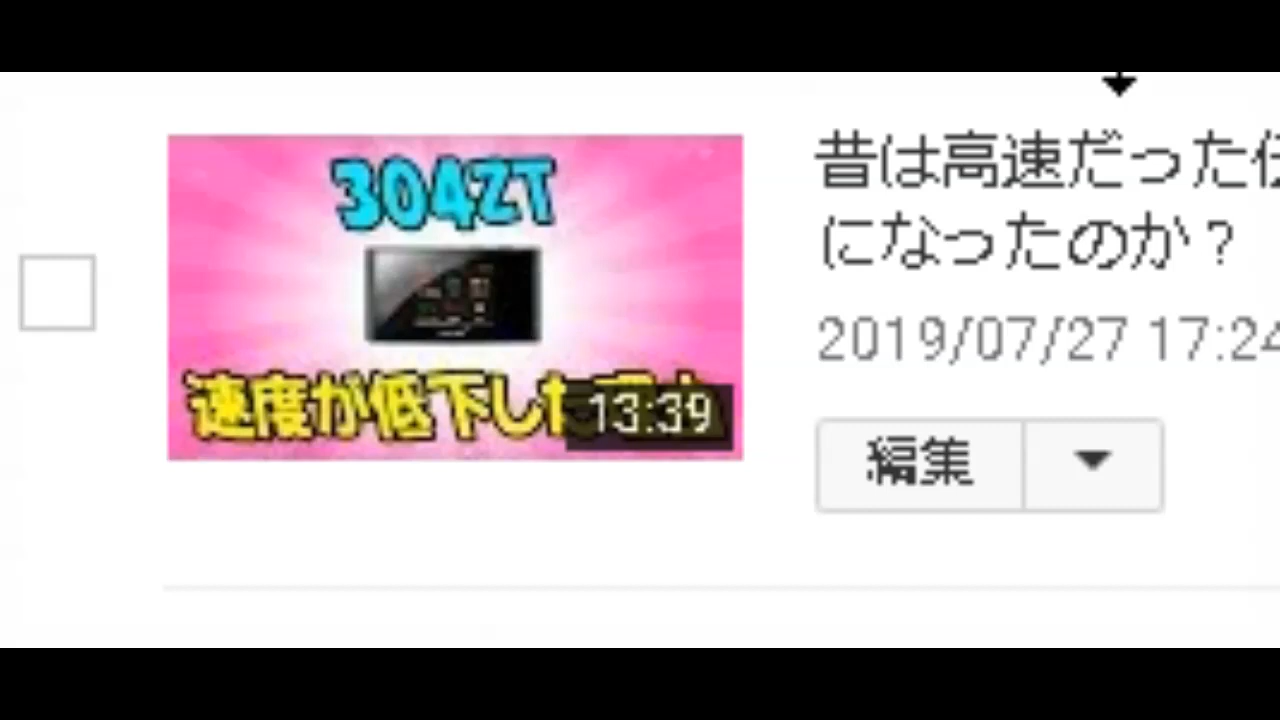 304ZT
速度が低下した
13:39
昔は高速だった
になったのか？
2019/07/27 17:24
編集